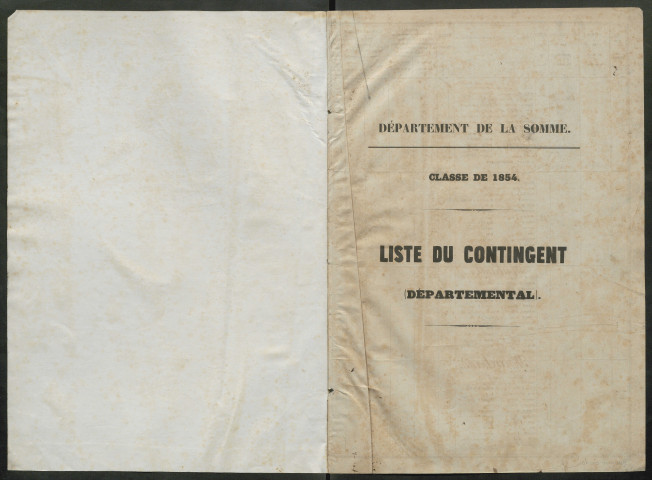 DÉPARTEMENT DE LA SOMME.
CLASSE DE 1854.
LISTE DU CONTINGENT
(DÉPARTEMENTAL).